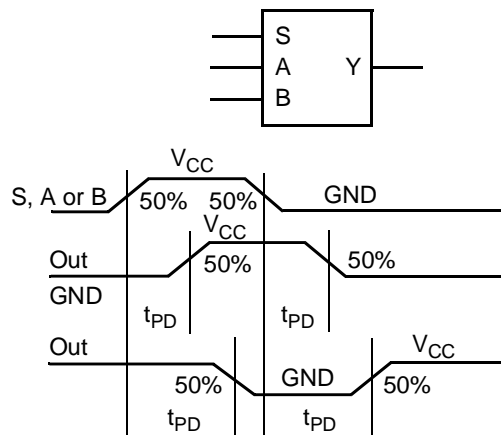 S
A Y
B
V_CC
S, A or B 50% 50% GND
V_CC
Out 50% 50%
GND
t_PD t_PD
Out V_CC
50% GND 50%
t_PD t_PD